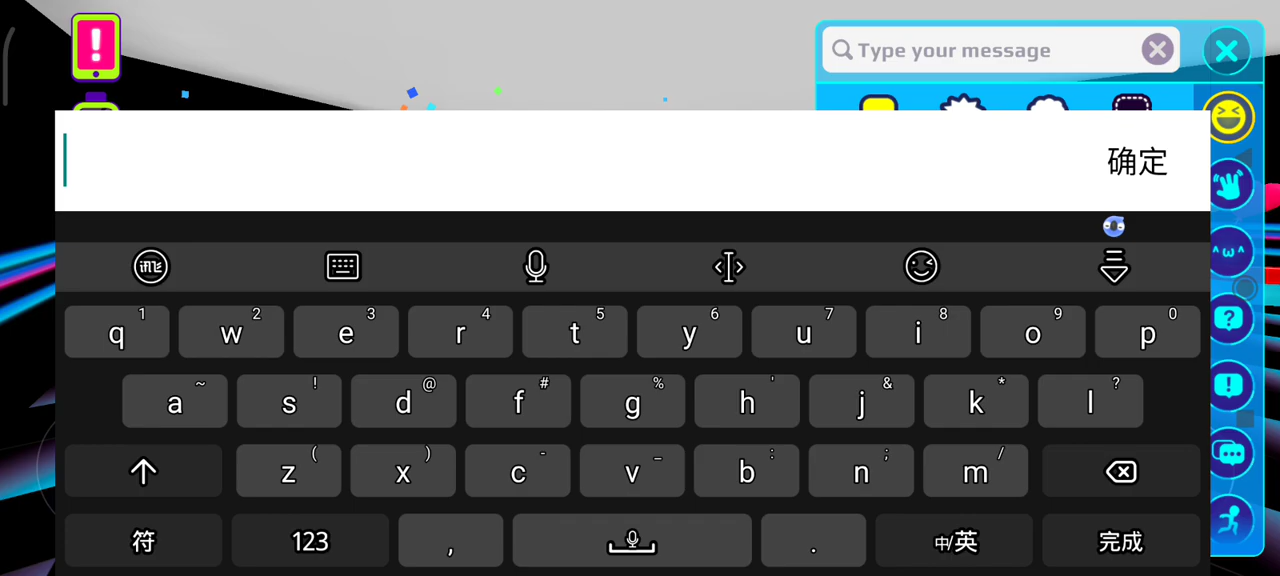 !
Type your message
确定
^ω^
?
q 1 w 2 e 3 r 4 t 5 y 6 u 7 i 8 o 9 p 0
a ~ s ! d @ f # g % h ' j & k * l ?
!
z ( x ) c - v _ b : n ; m /
符 123 , . 中/英 完成